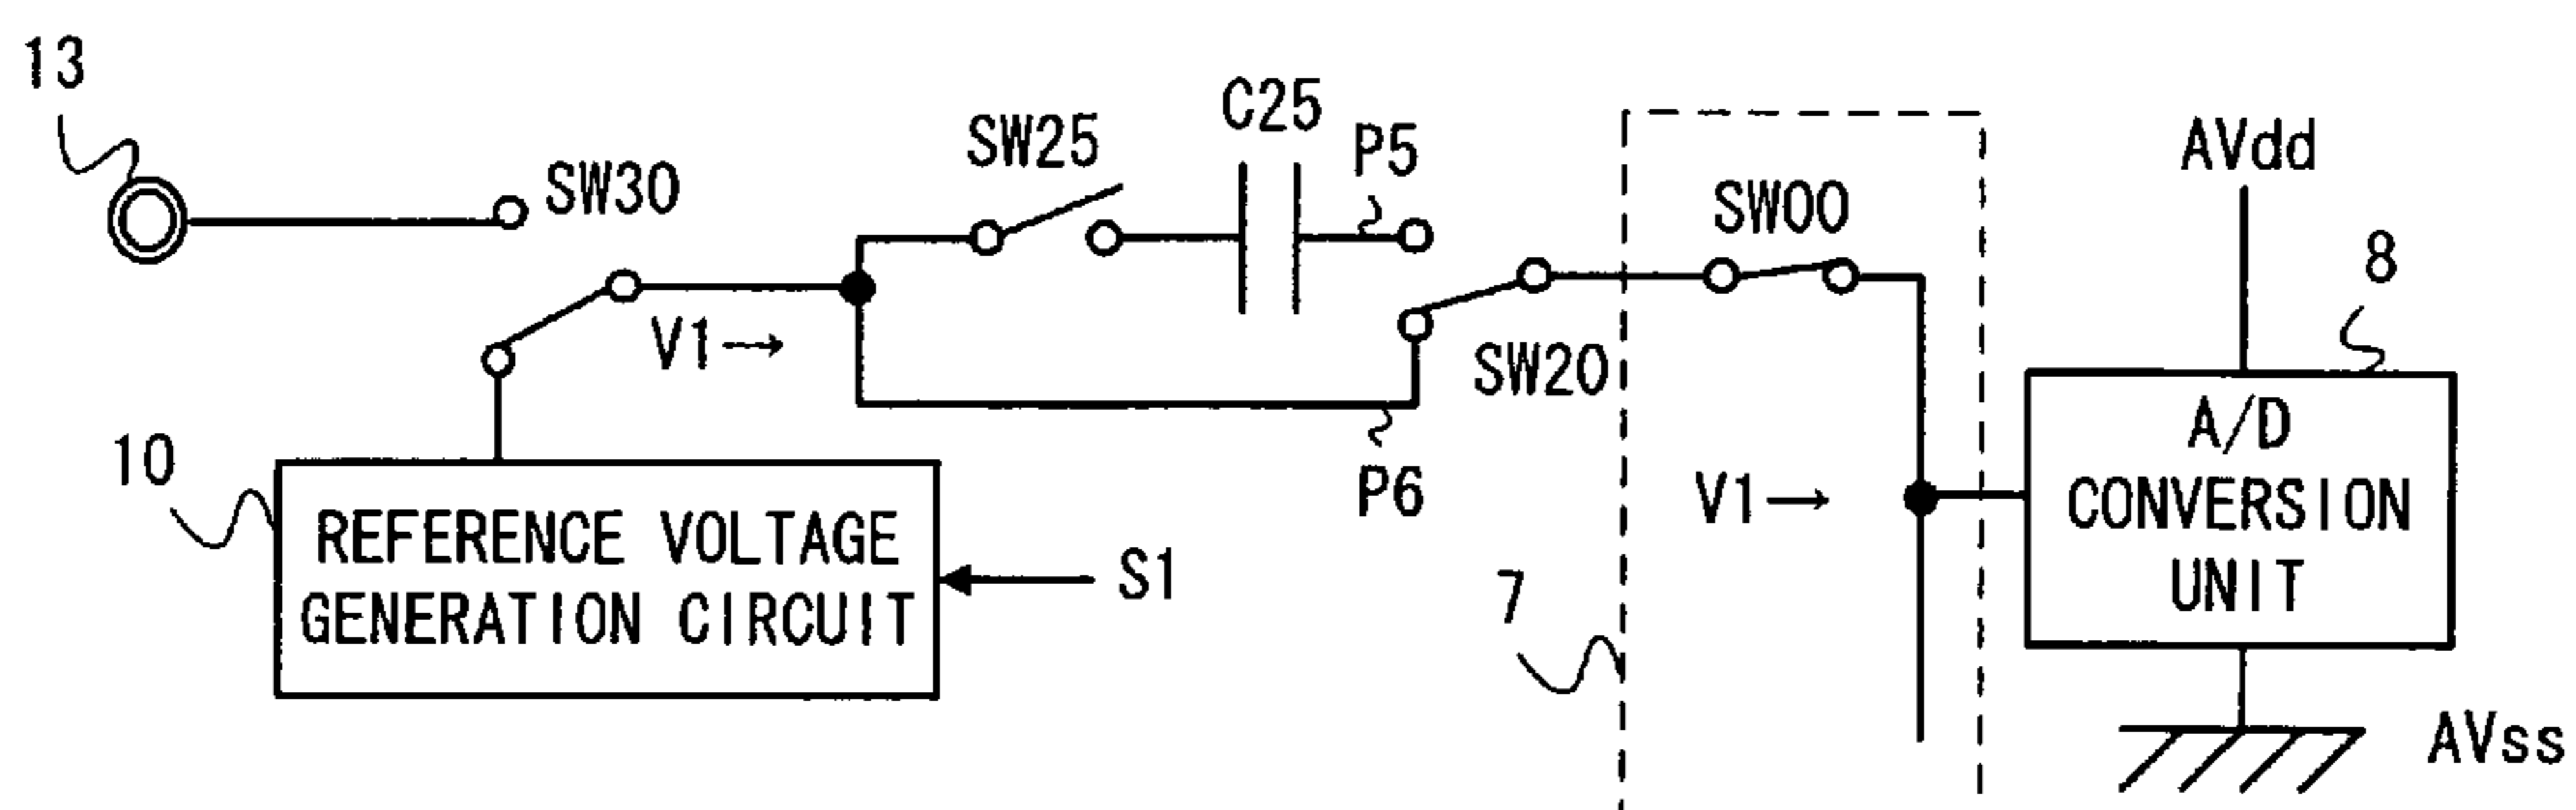 13
SW30
SW25
C25
P5
SW00
AVdd
8
V1→
SW20
P6
10
REFERENCE VOLTAGE
GENERATION CIRCUIT
S1
V1→
7
A/D
CONVERSION
UNIT
AVss